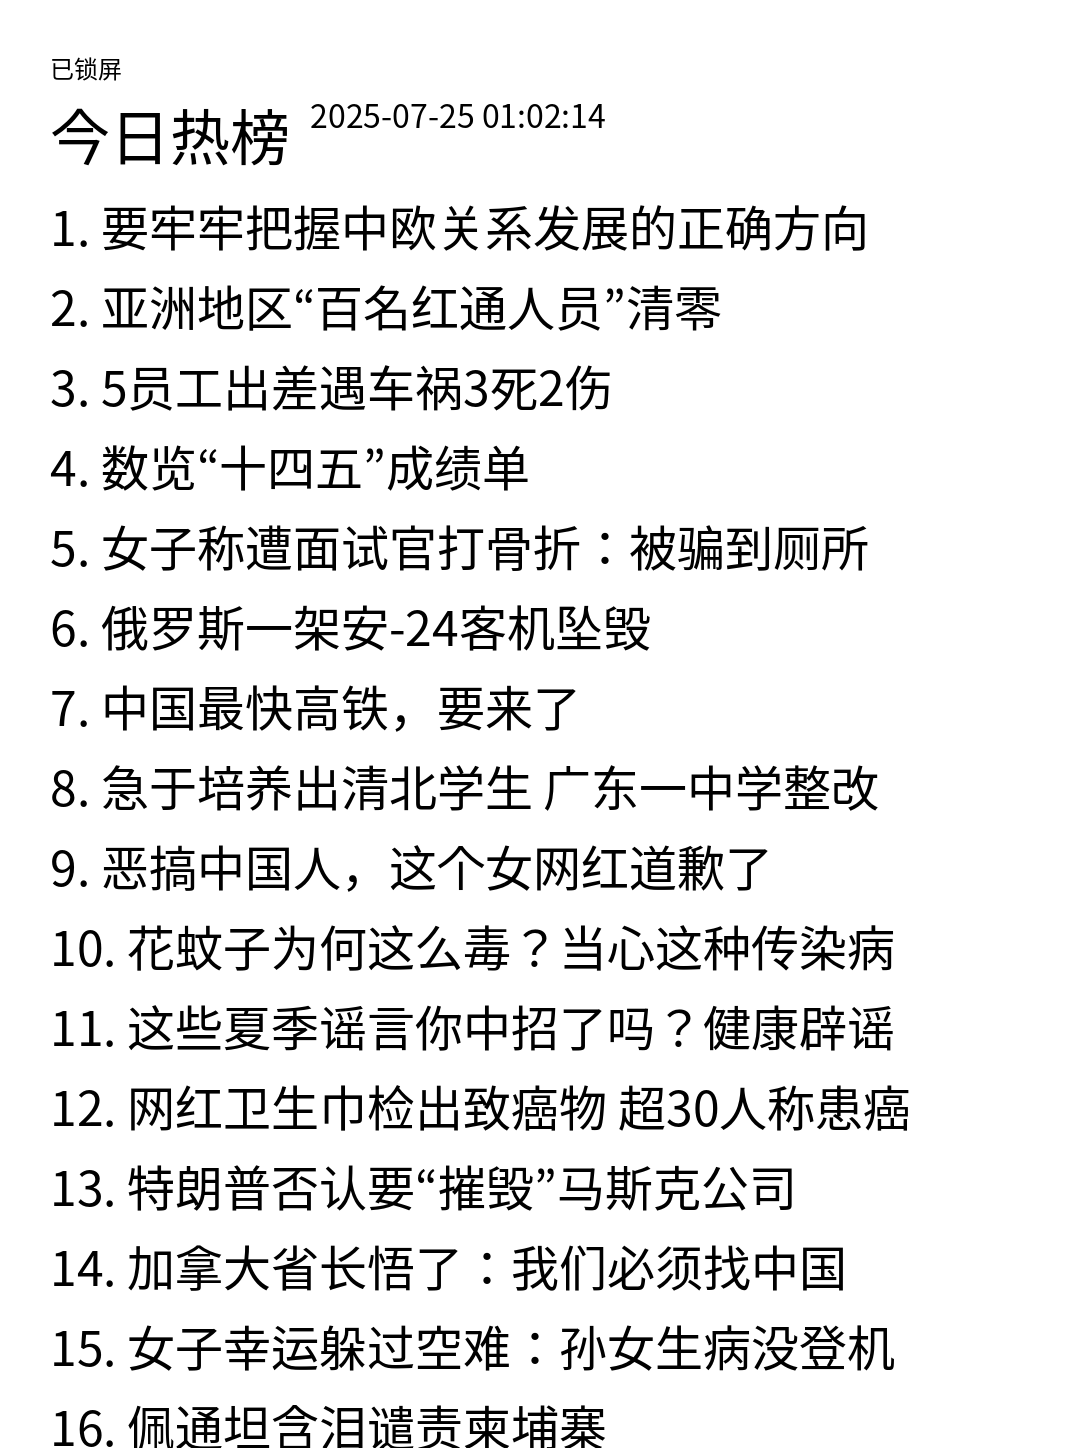 已锁屏
今日热榜 2025-07-25 01:02:14
1. 要牢牢把握中欧关系发展的正确方向
2. 亚洲地区“百名红通人员”清零
3. 5员工出差遇车祸3死2伤
4. 数览“十四五”成绩单
5. 女子称遭面试官打骨折：被骗到厕所
6. 俄罗斯一架安-24客机坠毁
7. 中国最快高铁，要来了
8. 急于培养出清北学生 广东一中学整改
9. 恶搞中国人，这个女网红道歉了
10. 花蚊子为何这么毒？当心这种传染病
11. 这些夏季谣言你中招了吗？健康辟谣
12. 网红卫生巾检出致癌物 超30人称患癌
13. 特朗普否认要“摧毁”马斯克公司
14. 加拿大省长悟了：我们必须找中国
15. 女子幸运躲过空难：孙女生病没登机
16. 佩通坦含泪谴责柬埔寨